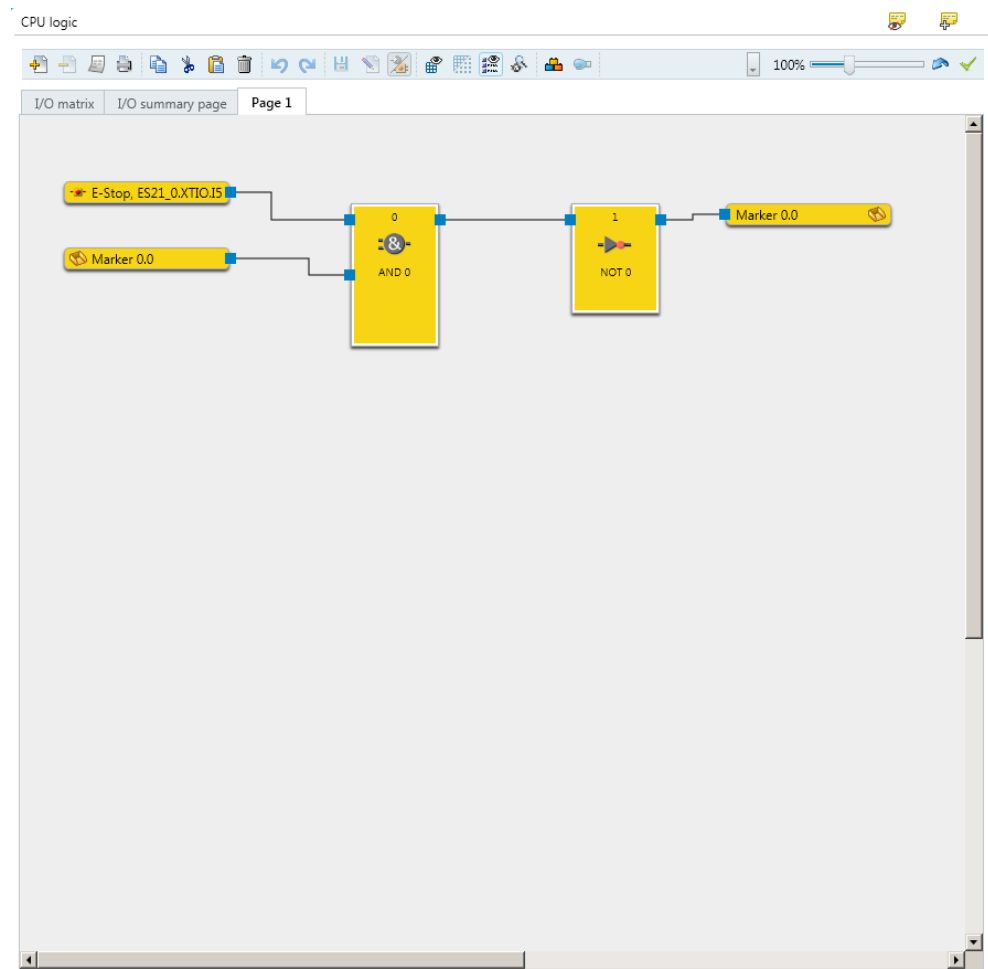 CPU logic
100%
I/O matrix I/O summary page Page 1
E-Stop, ES21_0.XTIO.I5
0
1
Marker 0.0
&
Marker 0.0
AND 0
NOT 0